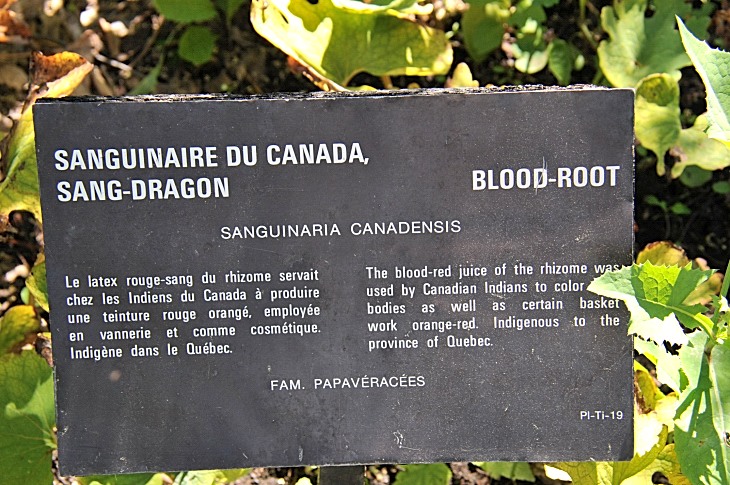 SANGUINAIRE DU CANADA,
SANG-DRAGON
BLOOD-ROOT
SANGUINARIA CANADENSIS
Le latex rouge-sang du rhizome servait
chez les Indiens du Canada à produire
une teinture rouge orangé, employée
en vannerie et comme cosmétique.
Indigène dans le Québec.
The blood-red juice of the rhizome was
used by Canadian Indians to color
bodies as well as certain basket
work orange-red. Indigenous to the
province of Quebec.
FAM. PAPAVÉRACÉES
PI-Ti-19